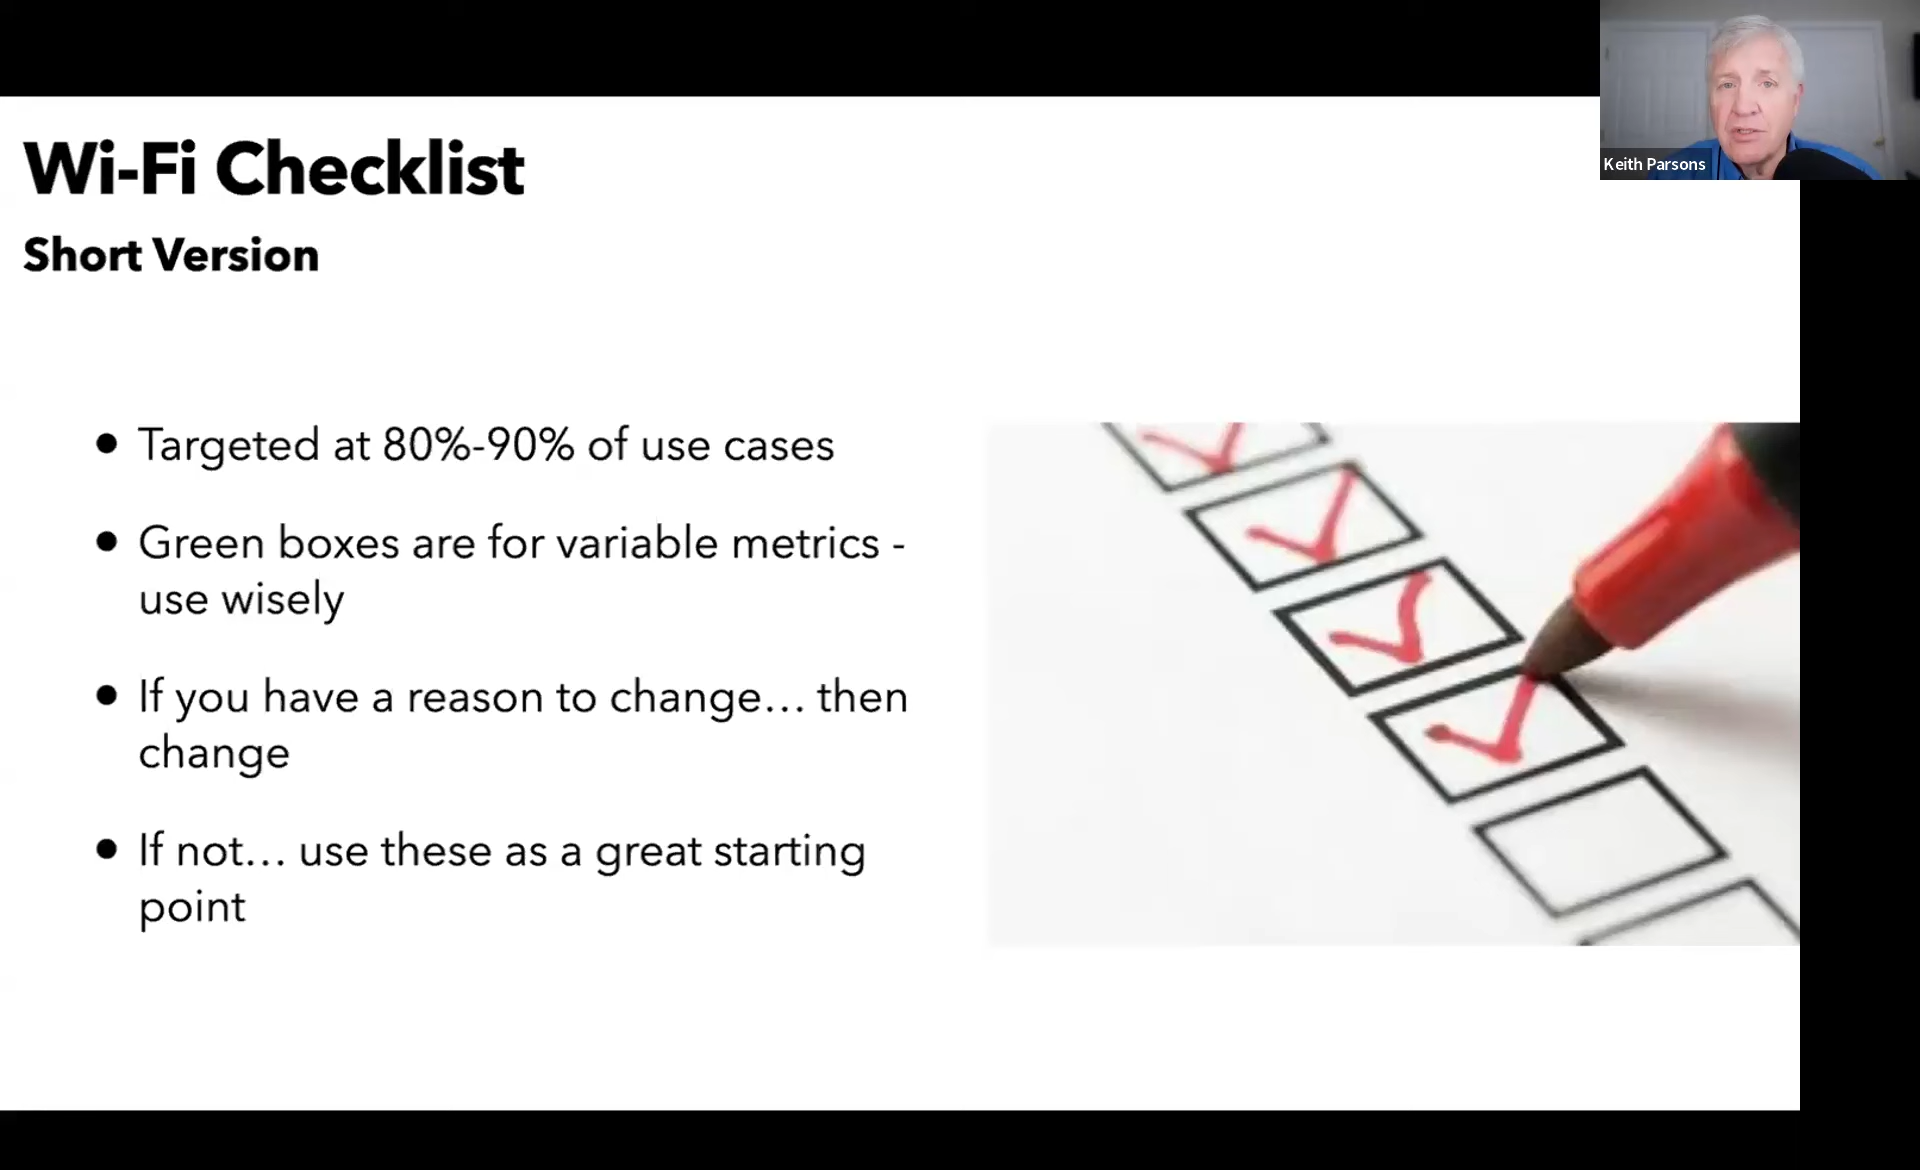 Wi-Fi Checklist
Short Version
Keith Parsons
● Targeted at 80%-90% of use cases
● Green boxes are for variable metrics -
use wisely
● If you have a reason to change… then
change
● If not… use these as a great starting
point